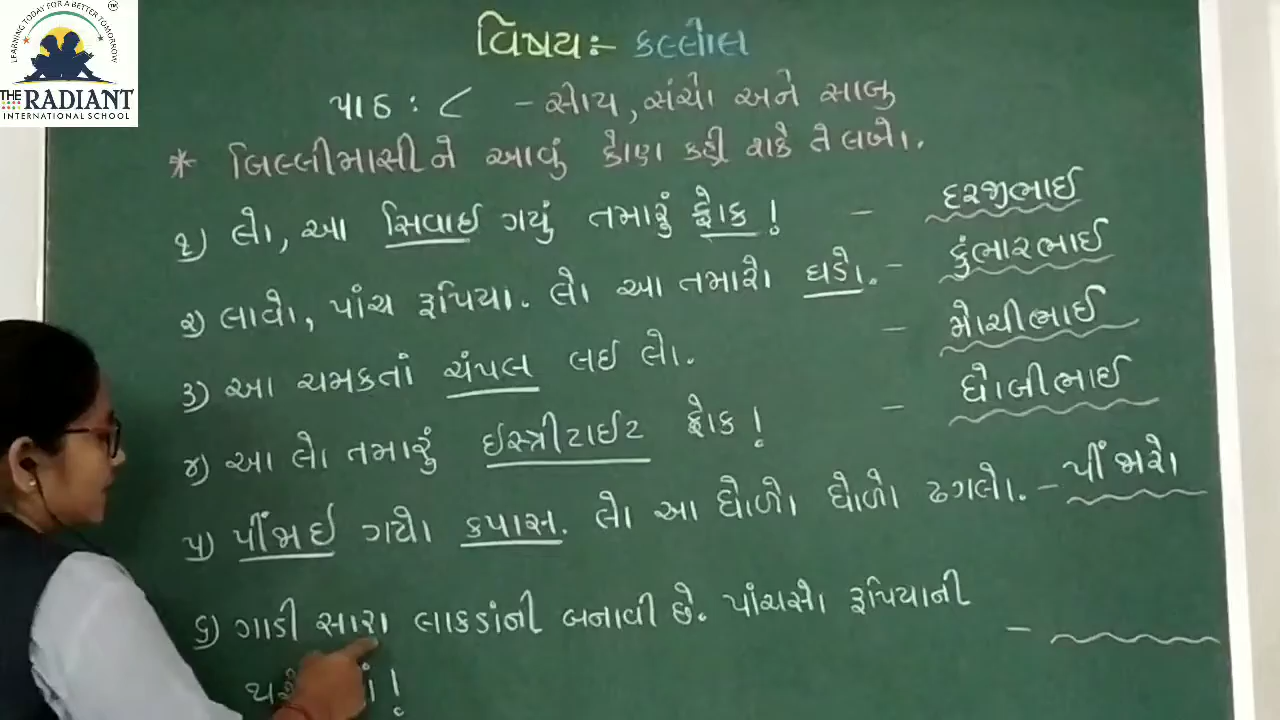 LEARNING TODAY FOR A BETTER TOMORROW
THE RADIANT
INTERNATIONAL SCHOOL
વિષયઃ- કલ્લોલ
પાઠ : ૮ - સોય, સંચો અને સાબુ
* બિલ્લીમાસીને આવું કોણ કહી શકે તે લખો.
૧) લો, આ સિવાઈ ગયું તમારું ફ્રોક ! - દરજીભાઈ
૨) લાવો, પાંચ રૂપિયા. લો આ તમારો ઘડો. - કુંભારભાઈ
૩) આ ચમકતાં ચંપલ લઈ લો. - મોચીભાઈ
૪) આ લો તમારું ઈસ્ત્રીટાઈટ ફ્રોક ! - ધોબીભાઈ
૫) પીંજાઈ ગયો કપાસ. લો આ ધોળો ધોળો ઢગલો. - પીંજારો
૬) ગાડી સારા લાકડાંની બનાવી છે. પાંચસો રૂપિયાની -
!